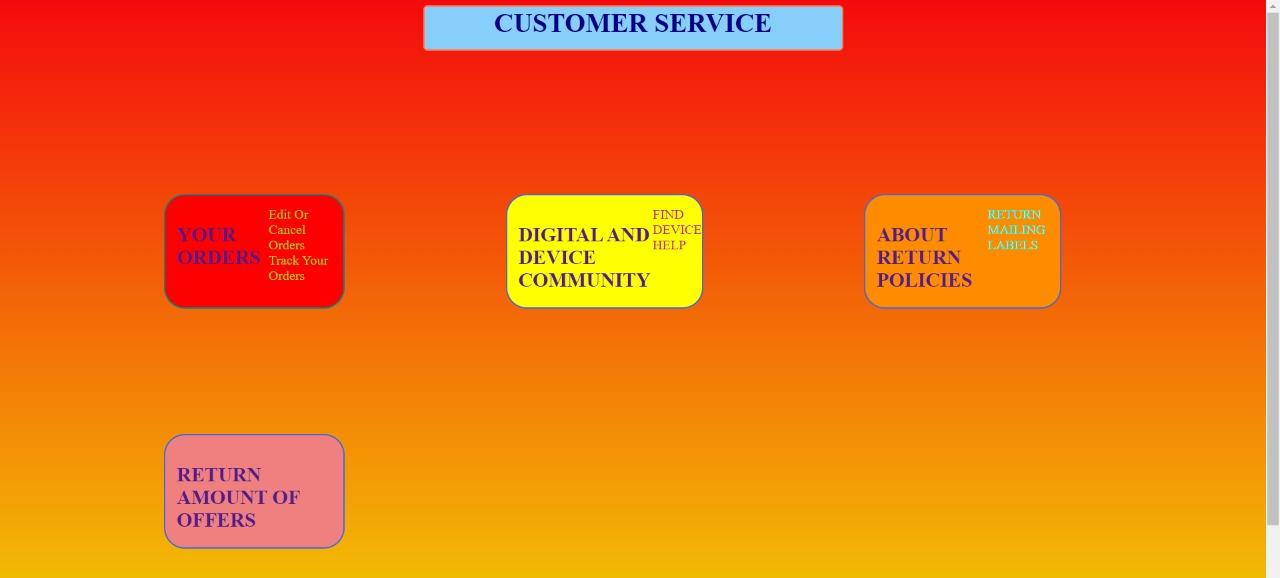 CUSTOMER SERVICE
YOUR
ORDERS
Edit Or
Cancel
Orders
Track Your
Orders
DIGITAL AND
DEVICE
COMMUNITY
FIND
DEVICE
HELP
ABOUT
RETURN
POLICIES
RETURN
MAILING
LABELS
RETURN
AMOUNT OF
OFFERS